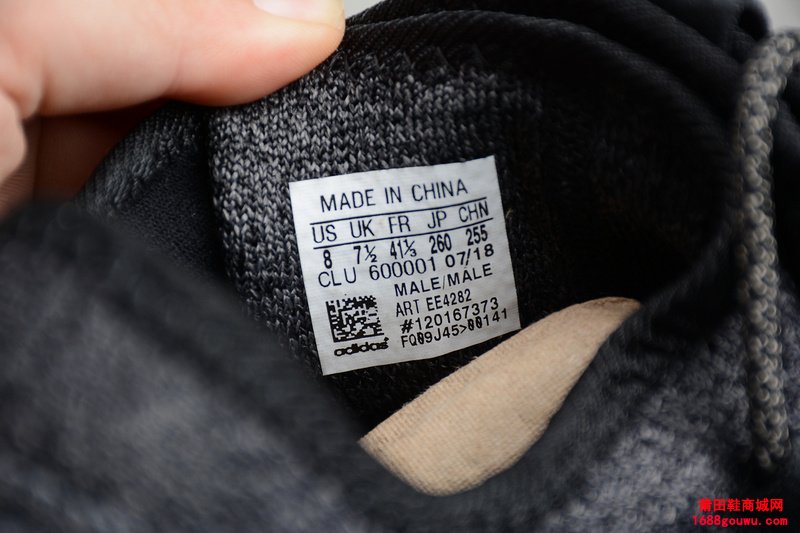 MADE IN CHINA
US UK FR JP CHN
8 7½ 41⅓ 260 255
CLU 600001 07/18
MALE/MALE
ART EE4282
#120167373
FQ09J45>00141
adidas
莆田鞋商城网
1688gouwu.com